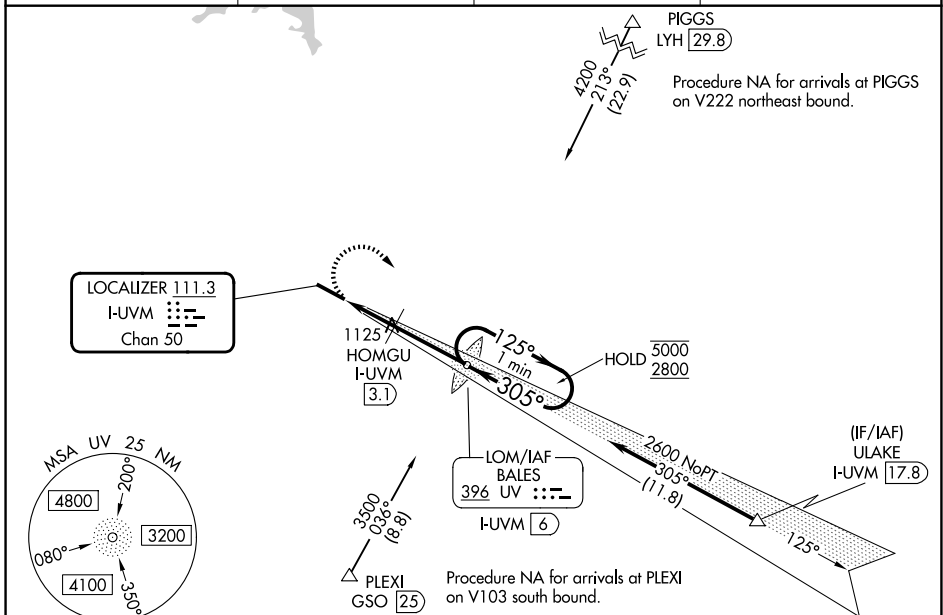 PIGGS
LYH 29.8
4200
213°
(22.9)
Procedure NA for arrivals at PIGGS
on V222 northeast bound.
LOCALIZER 111.3
I-UVM
Chan 50
1125
HOMGU
I-UVM
3.1
125°
1 min
305°
HOLD 5000
2800
2600 NoPT
305°
(11.8)
(IF/IAF)
ULAKE
I-UVM 17.8
125°
LOM/IAF
BALES
396 UV
I-UVM 6
MSA UV 25 NM
200°
4800
3200
080°
4100
350°
3500
036°
(8.8)
PLEXI
GSO 25
Procedure NA for arrivals at PLEXI
on V103 south bound.